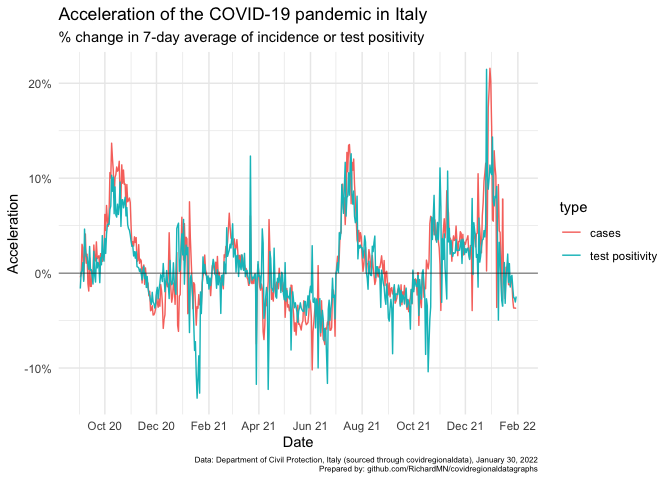 Acceleration of the COVID-19 pandemic in Italy
% change in 7-day average of incidence or test positivity
20%
10%
0%
-10%
Acceleration
Oct 20 Dec 20 Feb 21 Apr 21 Jun 21 Aug 21 Oct 21 Dec 21 Feb 22
Date
type
cases
test positivity
Data: Department of Civil Protection, Italy (sourced through covidregionaldata), January 30, 2022
Prepared by: github.com/RichardMN/covidregionaldatagraphs